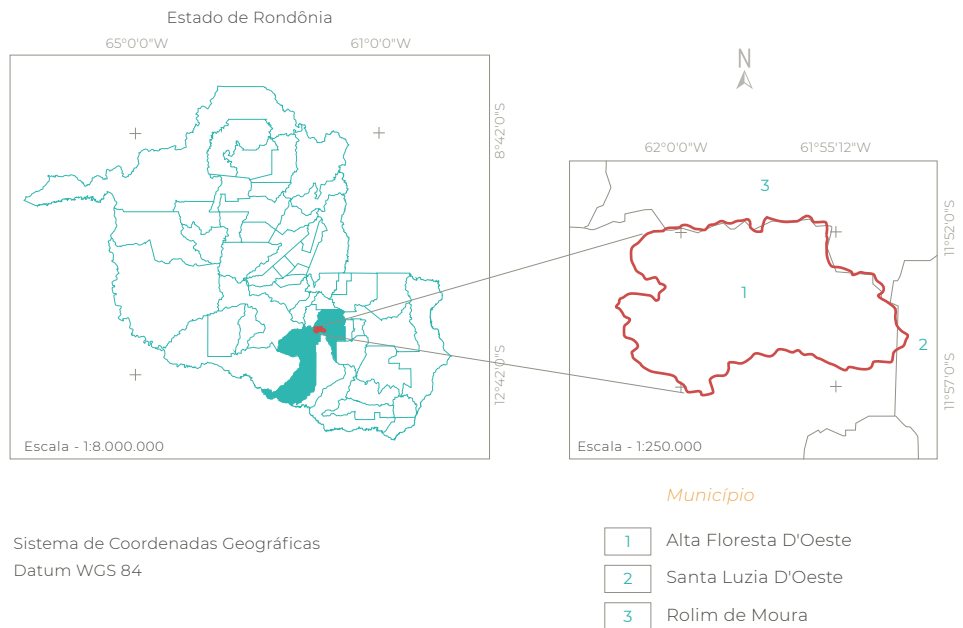 Estado de Rondônia
65°0'0"W 61°0'0"W
8°42'0"S
12°42'0"S
Escala - 1:8.000.000
N
62°0'0"W 61°55'12"W
11°52'0"S
11°57'0"S
3
1
2
Escala - 1:250.000
Município
1 Alta Floresta D'Oeste
2 Santa Luzia D'Oeste
3 Rolim de Moura
Sistema de Coordenadas Geográficas
Datum WGS 84